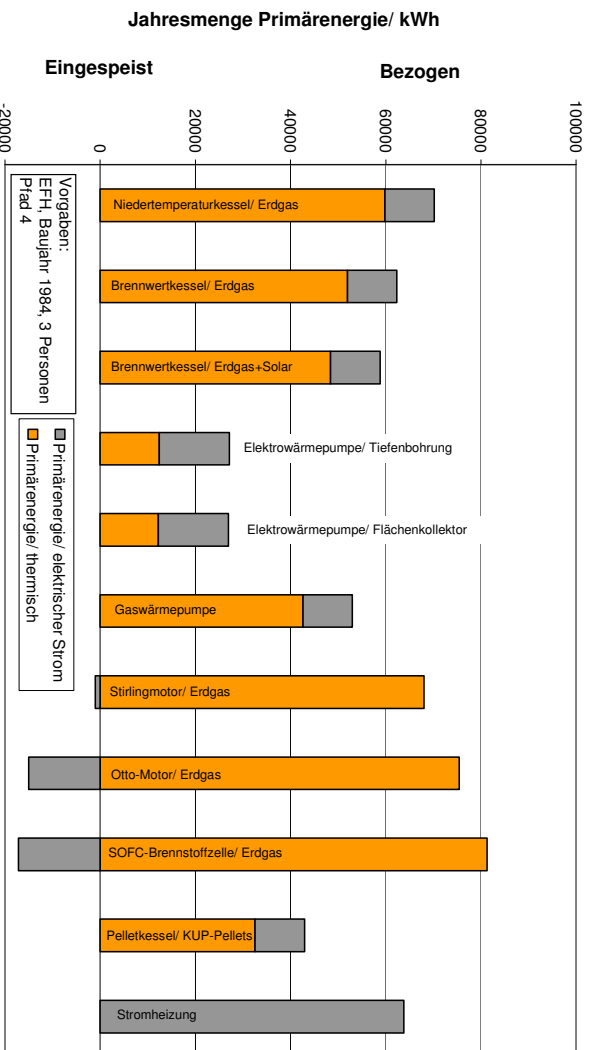 Jahresmenge Primärenergie/ kWh
Eingespeist
Bezogen
-20000
0
20000
40000
60000
80000
100000
Niedertemperaturkessel/ Erdgas
Brennwertkessel/ Erdgas
Brennwertkessel/ Erdgas+Solar
Elektrowärmepumpe/ Tiefenbohrung
Elektrowärmepumpe/ Flächenkollektor
Gaswärmepumpe
Stirlingmotor/ Erdgas
Otto-Motor/ Erdgas
SOFC-Brennstoffzelle/ Erdgas
Pelletkessel/ KUP-Pellets
Stromheizung
Vorgaben:
EFH, Baujahr 1984, 3 Personen
Pfad 4
Primärenergie/ elektrischer Strom
Primärenergie/ thermisch